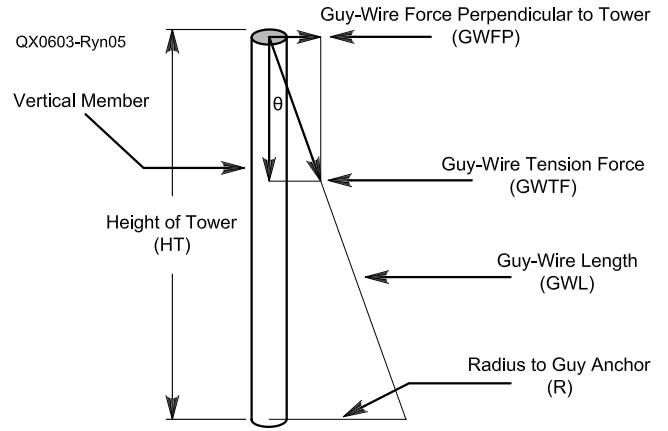 Guy-Wire Force Perpendicular to Tower
(GWFP)
QX0603-Ryn05
Vertical Member
θ
Guy-Wire Tension Force
(GWTF)
Height of Tower
(HT)
Guy-Wire Length
(GWL)
Radius to Guy Anchor
(R)